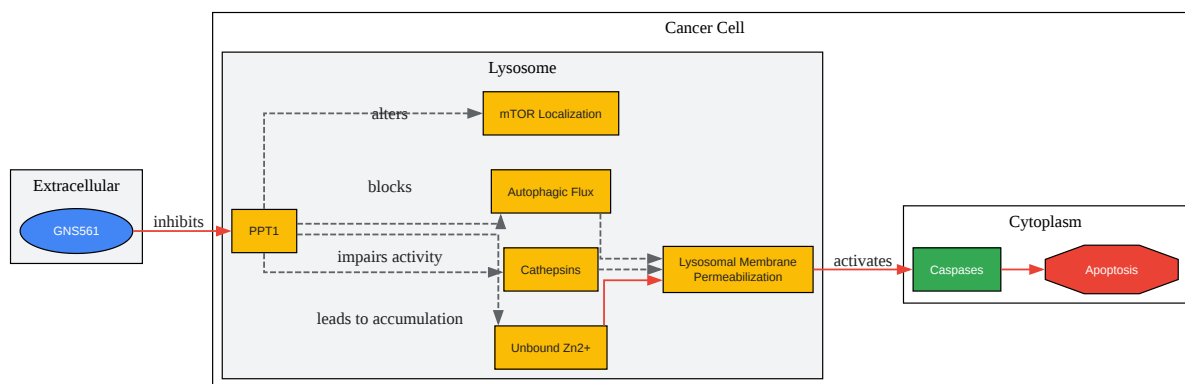 Cancer Cell
Lysosome
alters
mTOR Localization
Extracellular
blocks
Autophagic Flux
Cytoplasm
GNS561
inhibits
PPT1
impairs activity
Cathepsins
Lysosomal Membrane
Permeabilization
activates
Caspases
Apoptosis
leads to accumulation
Unbound Zn2+